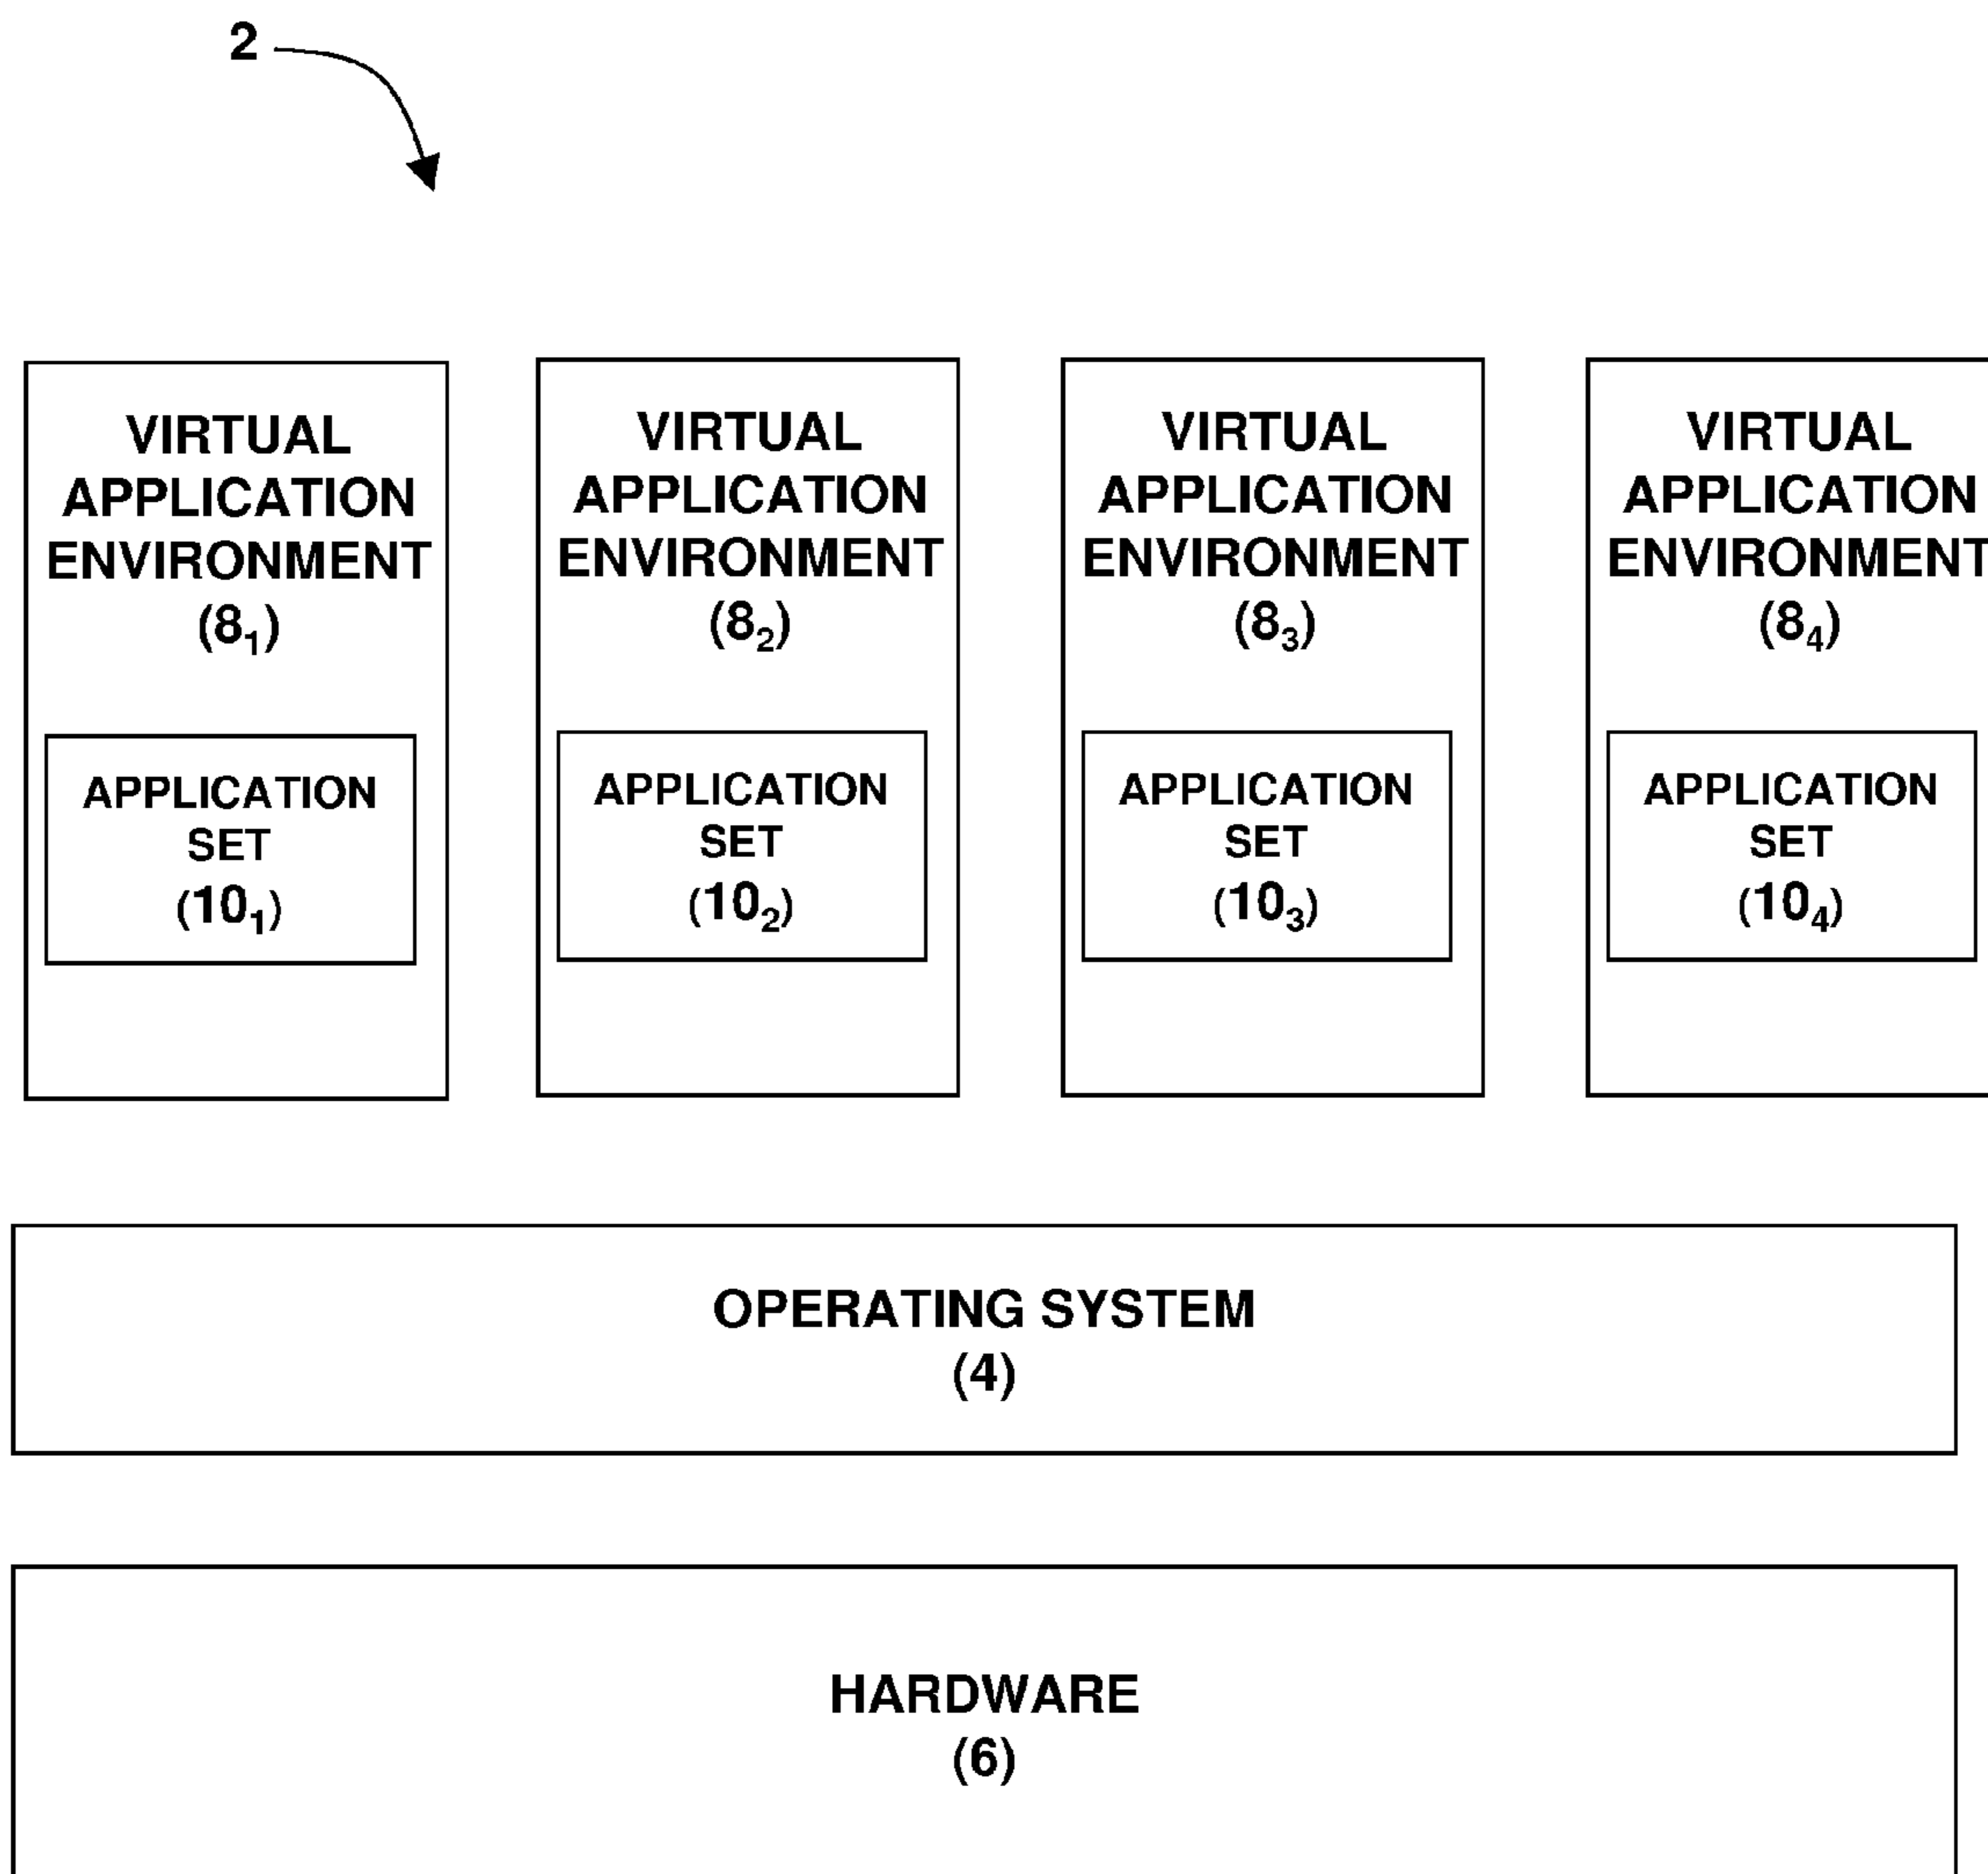 2
VIRTUAL
APPLICATION
ENVIRONMENT
(8₁)
APPLICATION
SET
(10₁)
VIRTUAL
APPLICATION
ENVIRONMENT
(8₂)
APPLICATION
SET
(10₂)
VIRTUAL
APPLICATION
ENVIRONMENT
(8₃)
APPLICATION
SET
(10₃)
VIRTUAL
APPLICATION
ENVIRONMENT
(8₄)
APPLICATION
SET
(10₄)
OPERATING SYSTEM
(4)
HARDWARE
(6)